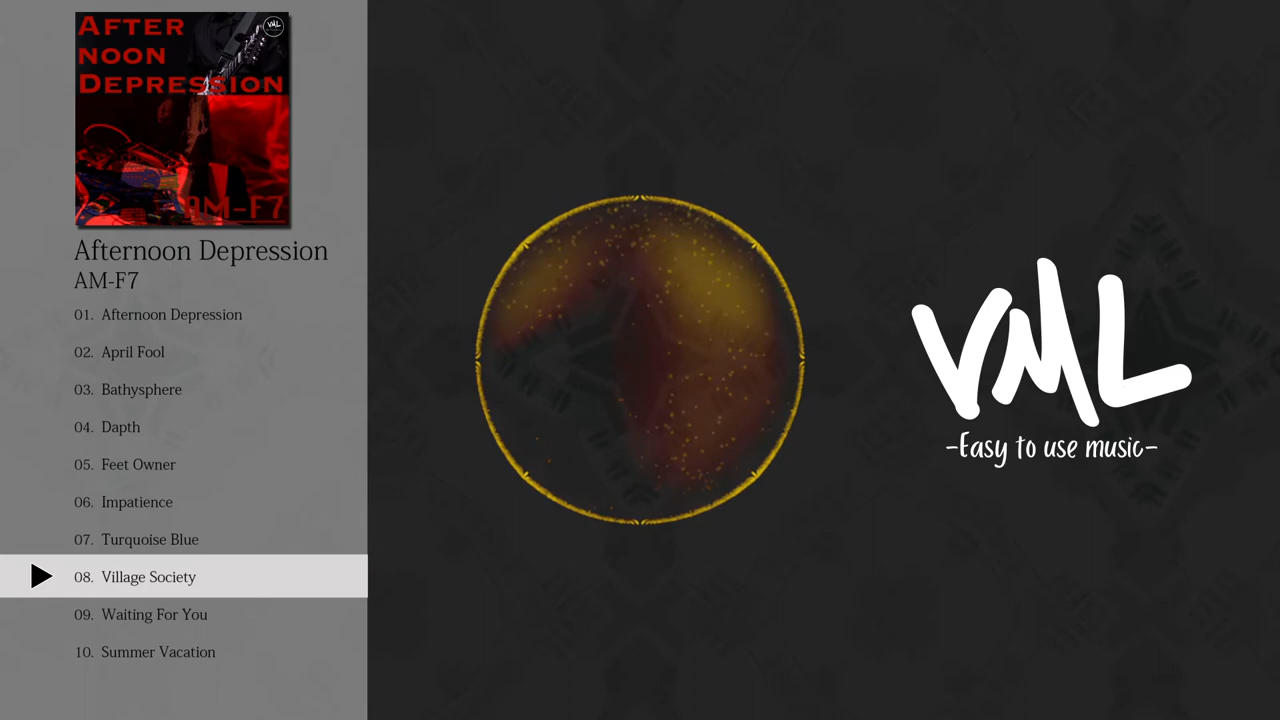 AFTER
NOON
DEPRESSION
VML
AM-F7
Afternoon Depression
AM-F7
01. Afternoon Depression
02. April Fool
03. Bathysphere
04. Dapth
05. Feet Owner
06. Impatience
07. Turquoise Blue
08. Village Society
09. Waiting For You
10. Summer Vacation
VML
-Easy to use music-